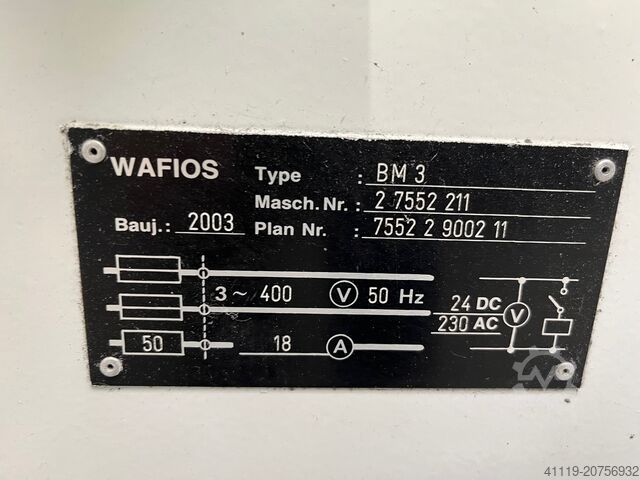 WAFIOS Type : BM 3
Masch.Nr. : 2 7552 211
Bauj.: 2003 Plan Nr. : 7552 2 9002 11
3 ~ 400 V 50 Hz
24 DC
230 AC V
50 18 A
41119-20756932